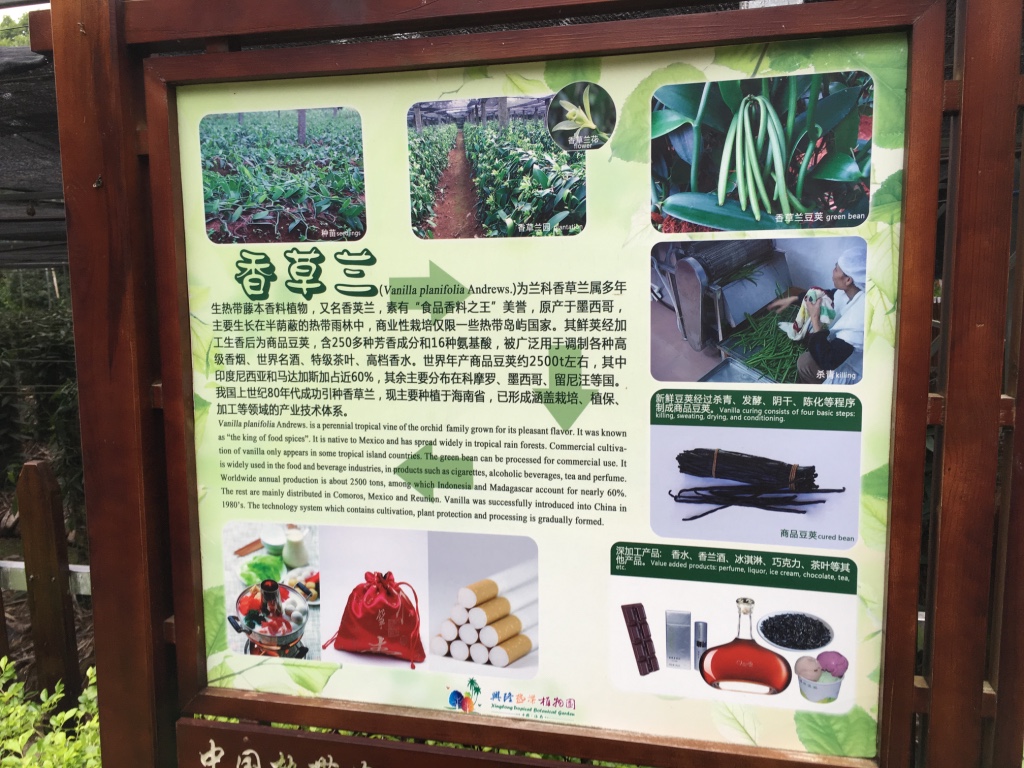 种苗seedlings
香草兰花
flower
香草兰园 plantation
香草兰豆荚 green bean
香草兰(Vanilla planifolia Andrews.)为兰科香草兰属多年
生热带藤本香料植物，又名香荚兰，素有“食品香料之王”美誉，原产于墨西哥，
主要生长在半荫蔽的热带雨林中，商业性栽培仅限一些热带岛屿国家。其鲜荚经加
工生香后为商品豆荚，含250多种芳香成分和16种氨基酸，被广泛用于调制各种高
级香烟、世界名酒、特级茶叶、高档香水。世界年产商品豆荚约2500t左右，其中
印度尼西亚和马达加斯加占近60%，其余主要分布在科摩罗、墨西哥、留尼汪等国。
我国上世纪80年代成功引种香草兰，现主要种植于海南省，已形成涵盖栽培、植保、
加工等领域的产业技术体系。
Vanilla planifolia Andrews. is a perennial tropical vine of the orchid family grown for its pleasant flavor. It was known
as “the king of food spices”. It is native to Mexico and has spread widely in tropical rain forests. Commercial cultiva-
tion of vanilla only appears in some tropical island countries. The green bean can be processed for commercial use. It
is widely used in the food and beverage industries, in products such as cigarettes, alcoholic beverages, tea and perfume.
Worldwide annual production is about 2500 tons, among which Indonesia and Madagascar account for nearly 60%.
The rest are mainly distributed in Comoros, Mexico and Reunion. Vanilla was successfully introduced into China in
1980's. The technology system which contains cultivation, plant protection and processing is gradually formed.
杀青killing
新鲜豆荚经过杀青、发酵、阴干、陈化等程序
制成商品豆荚。Vanilla curing consists of four basic steps:
killing, sweating, drying, and conditioning.
商品豆荚cured bean
深加工产品： 香水、香兰酒、冰淇淋、巧克力、茶叶等其
他产品。Value added products: perfume, liquor, ice cream, chocolate, tea,
etc.
興隆熱帶植物園
Xinglong Tropical Botanical Garden
中国热带